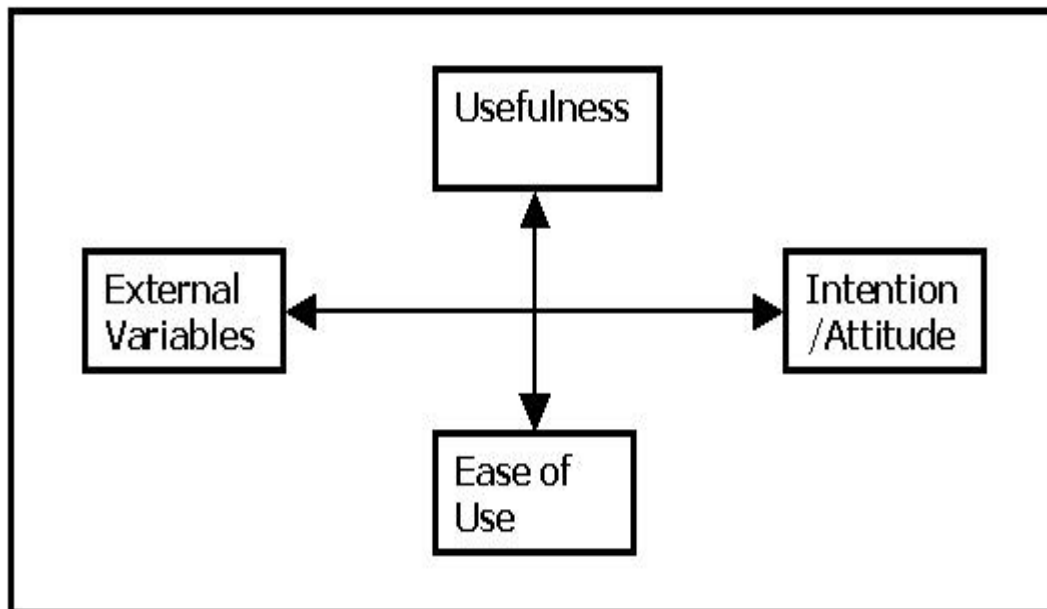 Usefulness
External
Variables
Intention
/Attitude
Ease of
Use